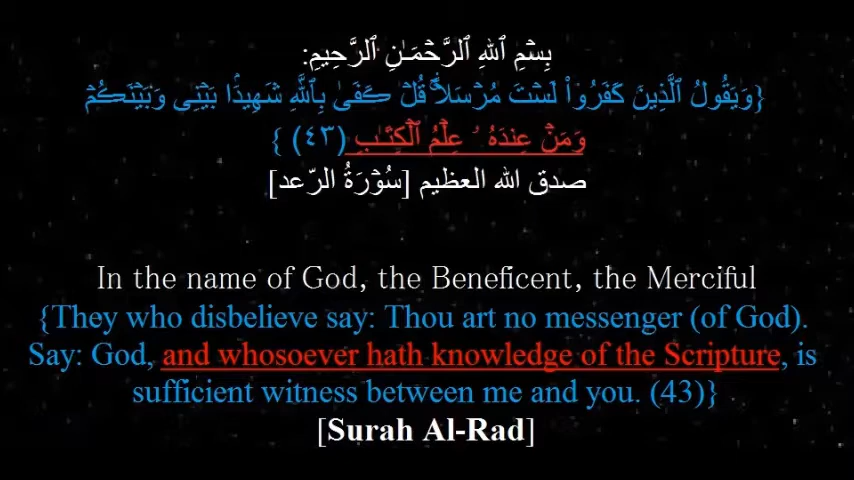 بِسْمِ ٱللهِ ٱلرَّحْمَـٰنِ ٱلرَّحِيمِ:
{وَيَقُولُ ٱلَّذِينَ كَفَرُوا۟ لَسْتَ مُرْسَلًا ۚ قُلْ كَفَىٰ بِٱللَّهِ شَهِيدًۢا بَيْنِى وَبَيْنَكُمْ
وَمَنْ عِندَهُۥ عِلْمُ ٱلْكِتَـٰبِ (٤٣) }
صدق الله العظيم [سُوۡرَةُ الرّعد]
In the name of God, the Beneficent, the Merciful
{They who disbelieve say: Thou art no messenger (of God).
Say: God, and whosoever hath knowledge of the Scripture, is
sufficient witness between me and you. (43)}
[Surah Al-Rad]